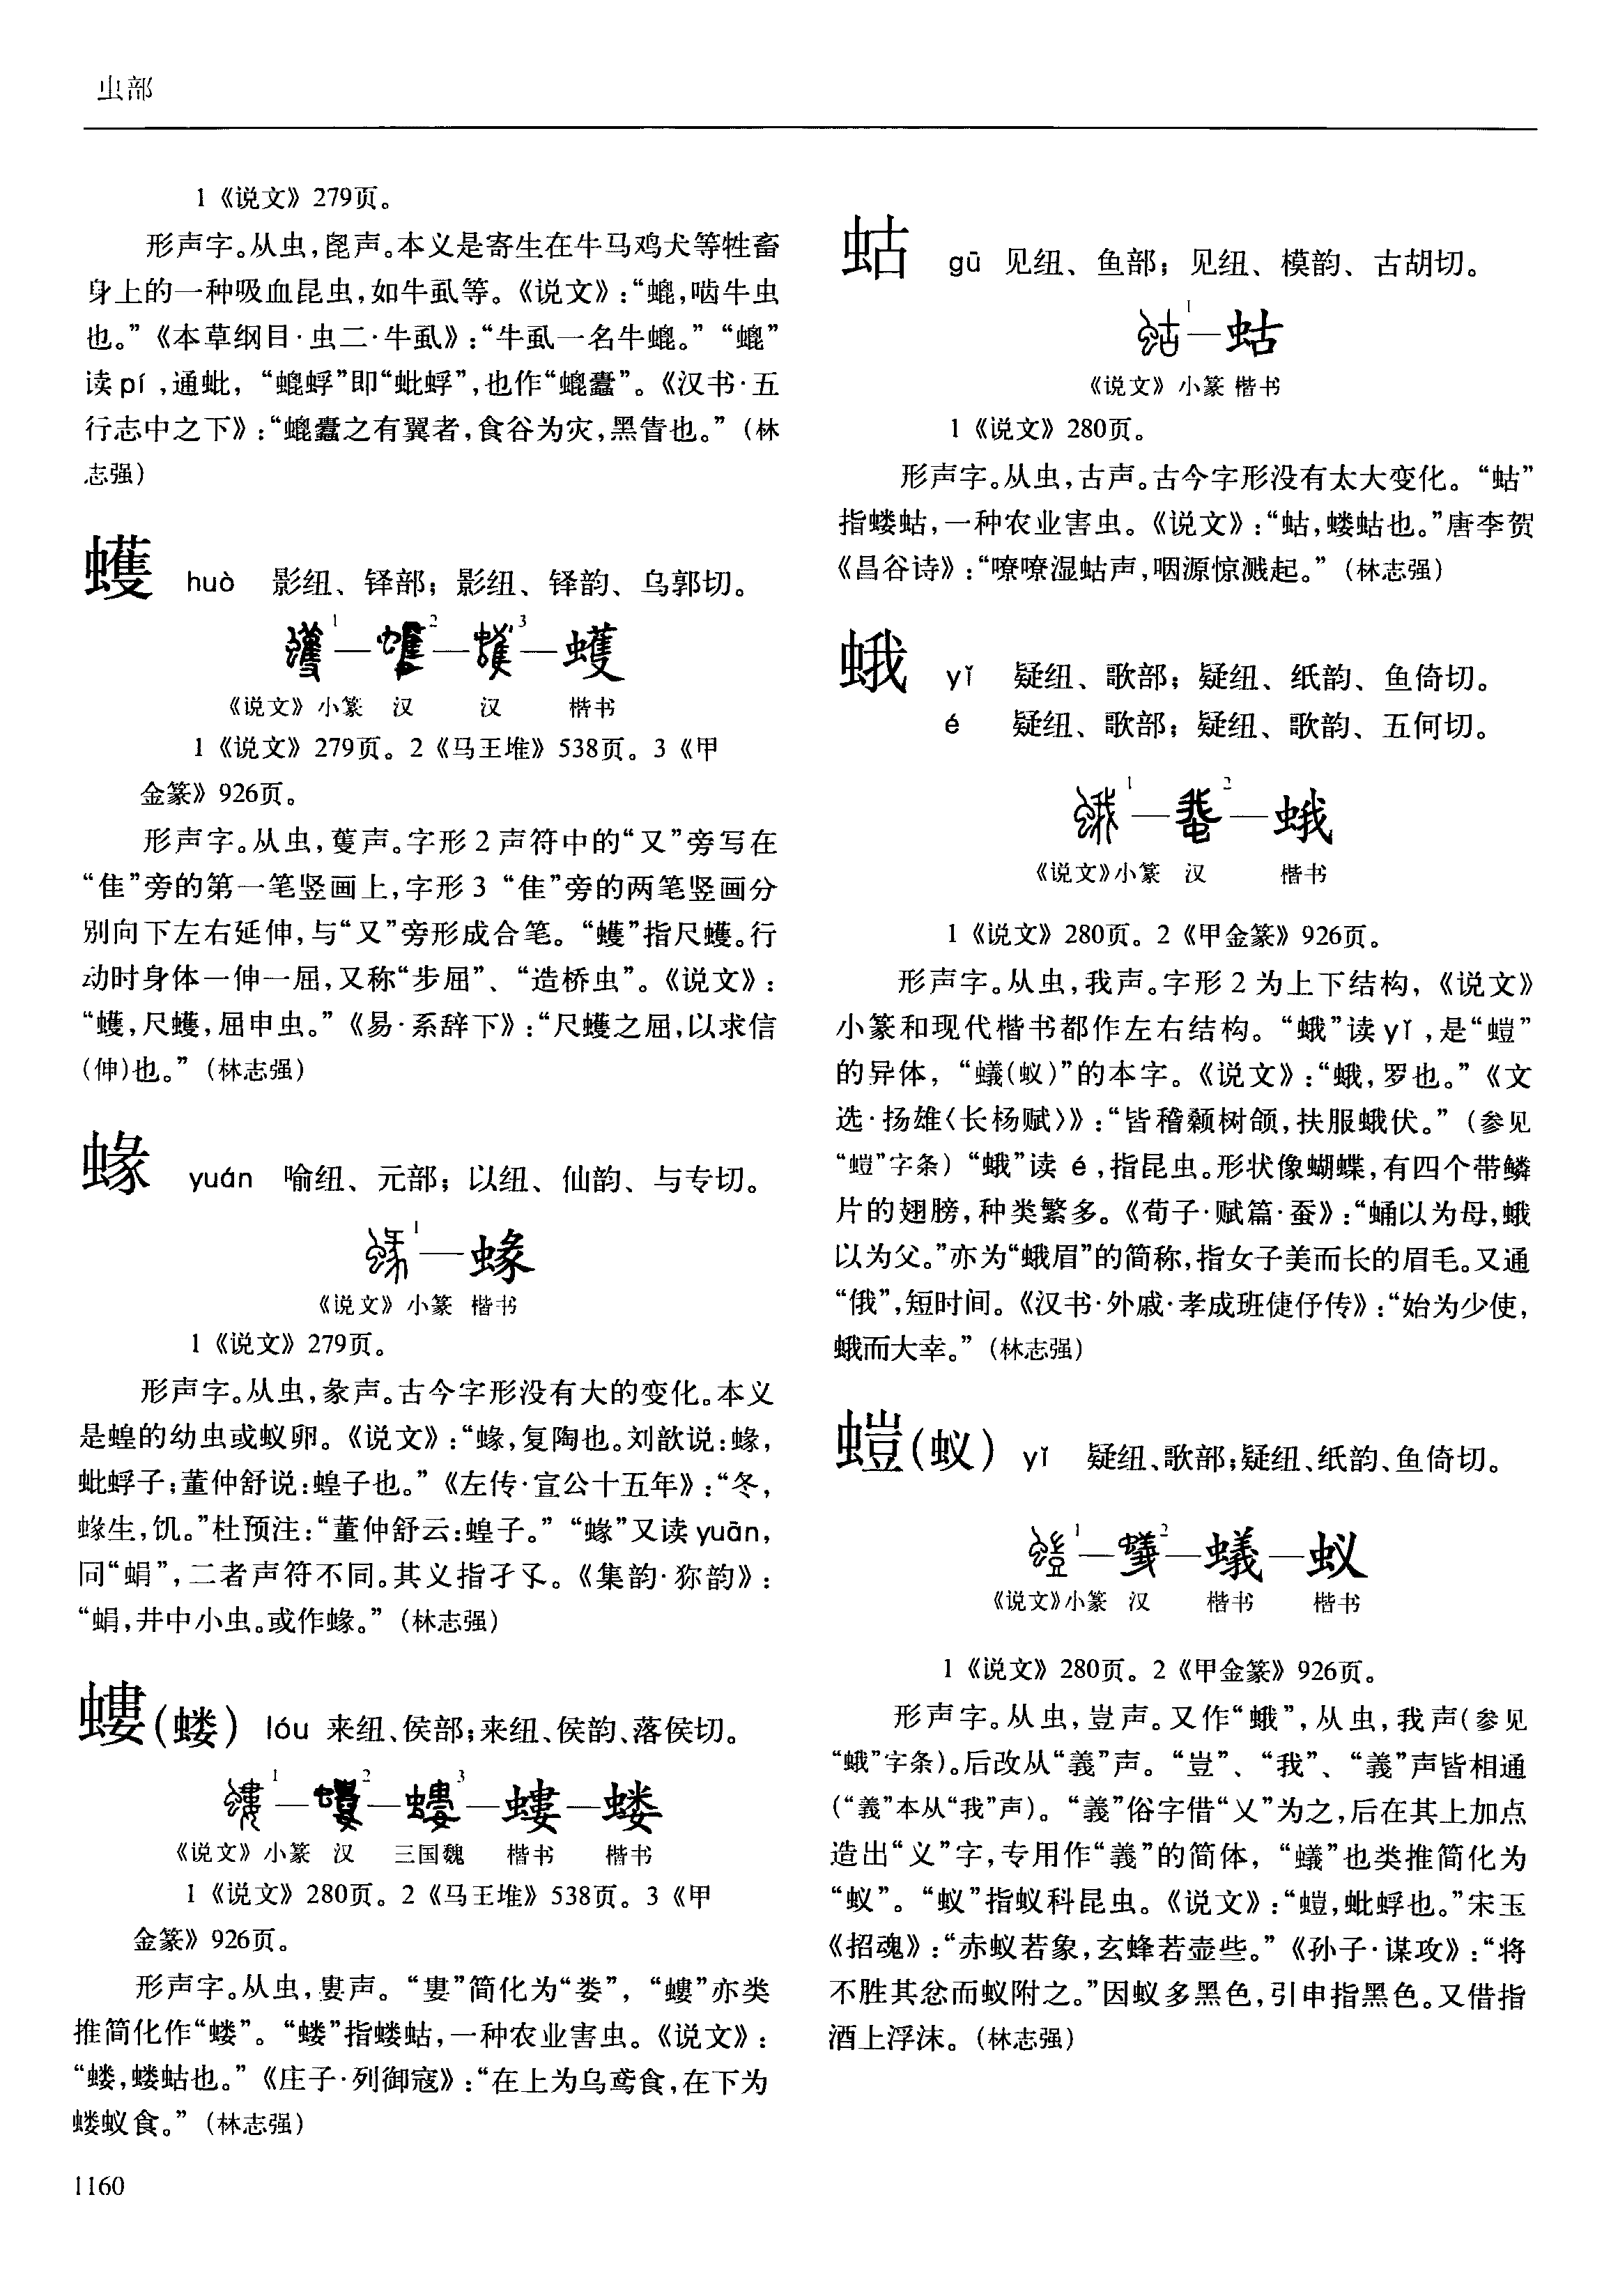 虫部
1《说文》279页。
形声字。从虫，𣬉声。本义是寄生在牛马鸡犬等牲畜
身上的一种吸血昆虫，如牛虱等。《说文》：“螕，啮牛虫
也。”《本草纲目·虫二·牛虱》：“牛虱一名牛螕。”“螕”
读pí，通蚍，“螕蜉”即“蚍蜉”，也作“螕蠹”。《汉书·五
行志中之下》：“螕蠹之有翼者，食谷为灾，黑眚也。”（林
志强）
蠖 huò 影纽、铎部；影纽、铎韵、乌郭切。
蠖1—蠖2—蠖3—蠖
《说文》小篆 汉 汉 楷书
1《说文》279页。2《马王堆》538页。3《甲
金篆》926页。
形声字。从虫，蒦声。字形2声符中的“又”旁写在
“隹”旁的第一笔竖画上，字形3“隹”旁的两笔竖画分
别向下左右延伸，与“又”旁形成合笔。“蠖”指尺蠖。行
动时身体一伸一屈，又称“步屈”、“造桥虫”。《说文》：
“蠖，尺蠖，屈申虫。”《易·系辞下》：“尺蠖之屈，以求信
(伸)也。”（林志强）
蝝 yuán 喻纽、元部；以纽、仙韵、与专切。
蝝1—蝝
《说文》小篆 楷书
1《说文》279页。
形声字。从虫，彖声。古今字形没有大的变化。本义
是蝗的幼虫或蚁卵。《说文》：“蝝，复陶也。刘歆说：蝝，
蚍蜉子；董仲舒说：蝗子也。”《左传·宣公十五年》：“冬，
蝝生，饥。”杜预注：“董仲舒云：蝗子。”“蝝”又读yuān，
同“蜎”，二者声符不同。其义指孑孓。《集韵·狝韵》：
“蜎，井中小虫。或作蝝。”（林志强）
螻(蝼) lóu 来纽、侯部；来纽、侯韵、落侯切。
螻1—螻2—螻3—螻—蝼
《说文》小篆 汉 三国魏 楷书 楷书
1《说文》280页。2《马王堆》538页。3《甲
金篆》926页。
形声字。从虫，婁声。“婁”简化为“娄”，“螻”亦类
推简化作“蝼”。“蝼”指蝼蛄，一种农业害虫。《说文》：
“蝼，蝼蛄也。”《庄子·列御寇》：“在上为乌鸢食，在下为
蝼蚁食。”（林志强）
1160
蛄 gū 见纽、鱼部；见纽、模韵、古胡切。
蛄1—蛄
《说文》小篆 楷书
1《说文》280页。
形声字。从虫，古声。古今字形没有太大变化。“蛄”
指蝼蛄，一种农业害虫。《说文》：“蛄，蝼蛄也。”唐李贺
《昌谷诗》：“嘹嘹湿蛄声，咽源惊溅起。”（林志强）
蛾 yǐ 疑纽、歌部；疑纽、纸韵、鱼倚切。
é 疑纽、歌部；疑纽、歌韵、五何切。
蛾1—蛾2—蛾
《说文》小篆 汉 楷书
1《说文》280页。2《甲金篆》926页。
形声字。从虫，我声。字形2为上下结构，《说文》
小篆和现代楷书都作左右结构。“蛾”读yǐ，是“螘”
的异体，“蟻(蚁)”的本字。《说文》：“蛾，罗也。”《文
选·扬雄〈长杨赋〉》：“皆稽颡树颌，扶服蛾伏。”（参见
“螘”字条）“蛾”读é，指昆虫。形状像蝴蝶，有四个带鳞
片的翅膀，种类繁多。《荀子·赋篇·蚕》：“蛹以为母，蛾
以为父。”亦为“蛾眉”的简称，指女子美而长的眉毛。又通
“俄”，短时间。《汉书·外戚·孝成班倢伃传》：“始为少使，
蛾而大幸。”（林志强）
螘(蚁) yǐ 疑纽、歌部；疑纽、纸韵、鱼倚切。
螘1—蟻2—蟻—蚁
《说文》小篆 汉 楷书 楷书
1《说文》280页。2《甲金篆》926页。
形声字。从虫，豈声。又作“蛾”，从虫，我声（参见
“蛾”字条）。后改从“義”声。“豈”、“我”、“義”声皆相通
（“義”本从“我”声）。“義”俗字借“乂”为之，后在其上加点
造出“义”字，专用作“義”的简体，“蟻”也类推简化为
“蚁”。“蚁”指蚁科昆虫。《说文》：“螘，蚍蜉也。”宋玉
《招魂》：“赤蚁若象，玄蜂若壶些。”《孙子·谋攻》：“将
不胜其忿而蚁附之。”因蚁多黑色，引申指黑色。又借指
酒上浮沫。（林志强）